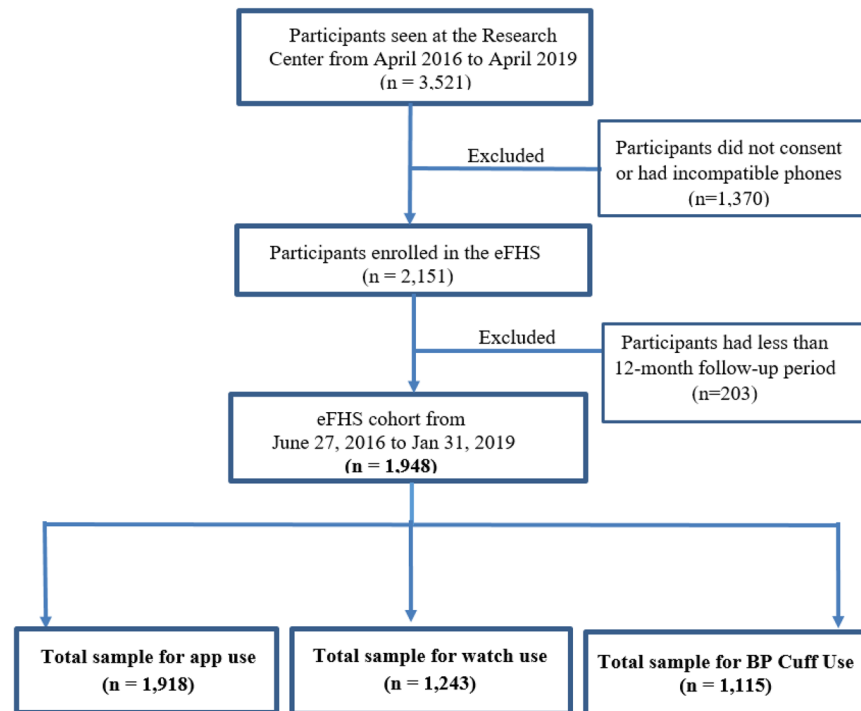 Participants seen at the Research
Center from April 2016 to April 2019
(n = 3,521)
Excluded
Participants did not consent
or had incompatible phones
(n=1,370)
Participants enrolled in the eFHS
(n = 2,151)
Excluded
Participants had less than
12-month follow-up period
(n=203)
eFHS cohort from
June 27, 2016 to Jan 31, 2019
(n = 1,948)
Total sample for app use
(n = 1,918)
Total sample for watch use
(n = 1,243)
Total sample for BP Cuff Use
(n = 1,115)